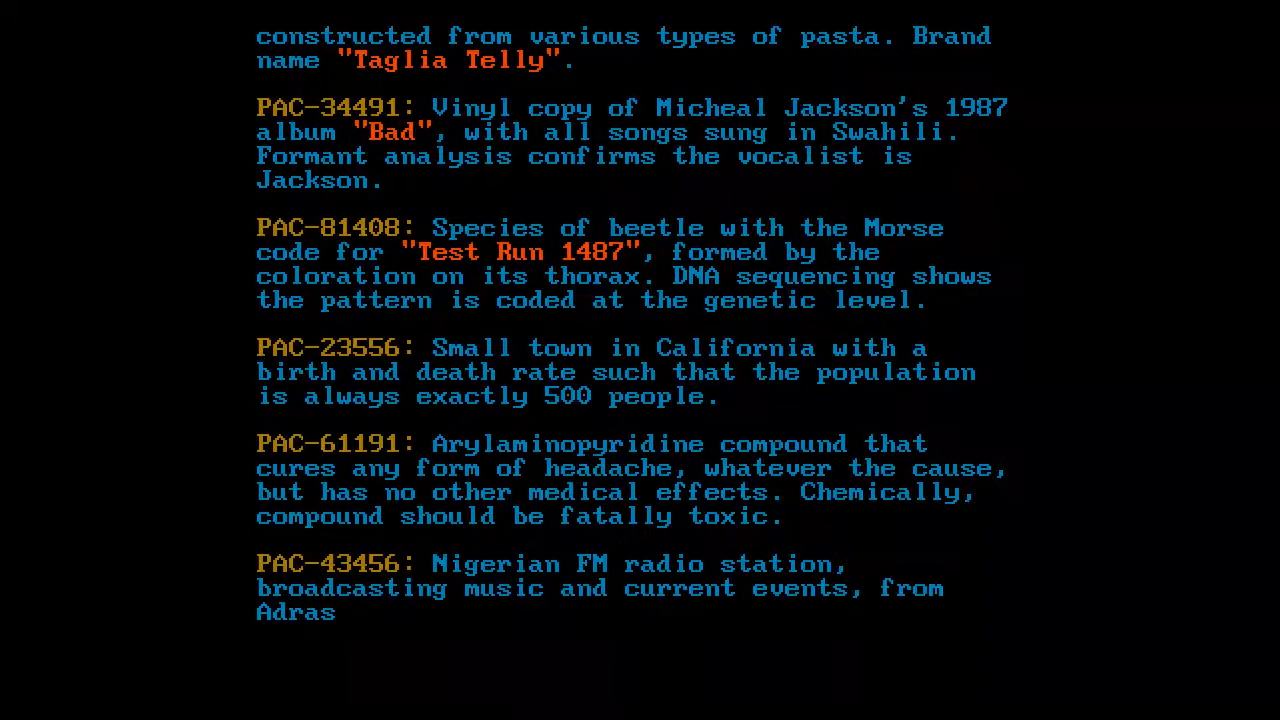 constructed from various types of pasta. Brand
name "Taglia Telly".
PAC-34491: Vinyl copy of Micheal Jackson's 1987
album "Bad", with all songs sung in Swahili.
Formant analysis confirms the vocalist is
Jackson.
PAC-81408: Species of beetle with the Morse
code for "Test Run 1487", formed by the
coloration on its thorax. DNA sequencing shows
the pattern is coded at the genetic level.
PAC-23556: Small town in California with a
birth and death rate such that the population
is always exactly 500 people.
PAC-61191: Arylaminopyridine compound that
cures any form of headache, whatever the cause,
but has no other medical effects. Chemically,
compound should be fatally toxic.
PAC-43456: Nigerian FM radio station,
broadcasting music and current events, from
Adras